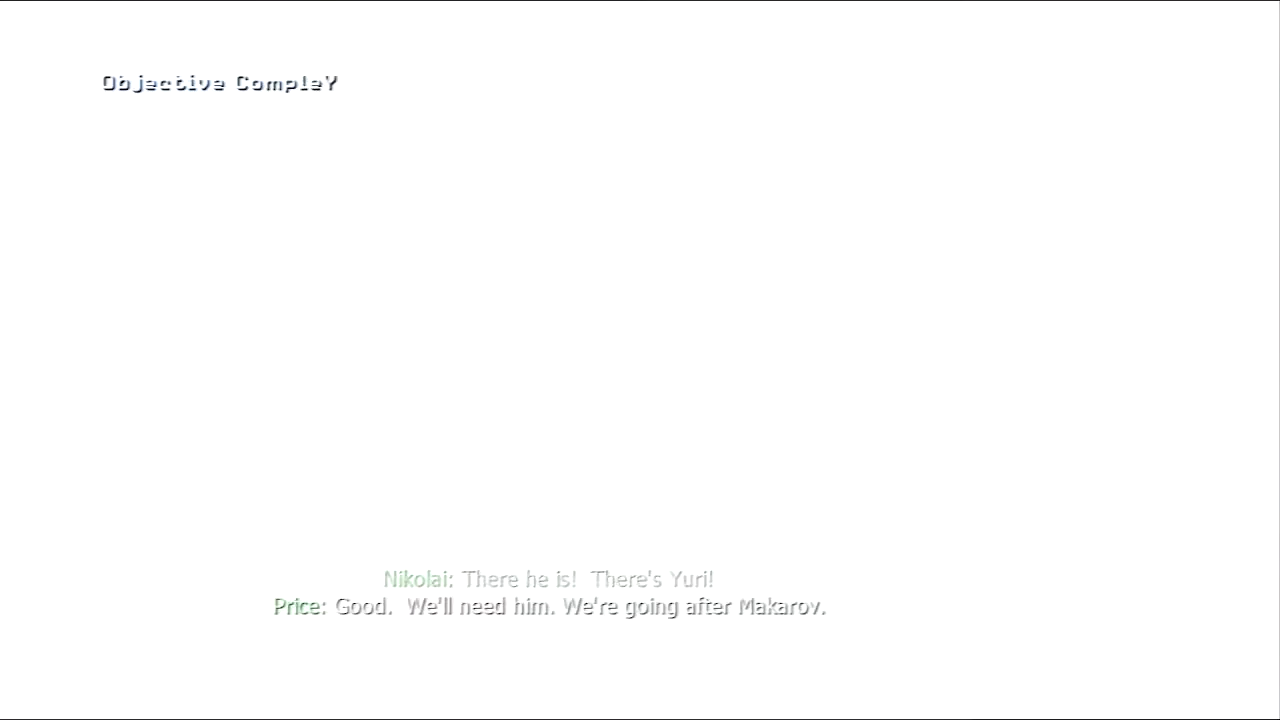 Objective CompleY
Nikolai: There he is!  There's Yuri!
Price: Good.  We'll need him. We're going after Makarov.